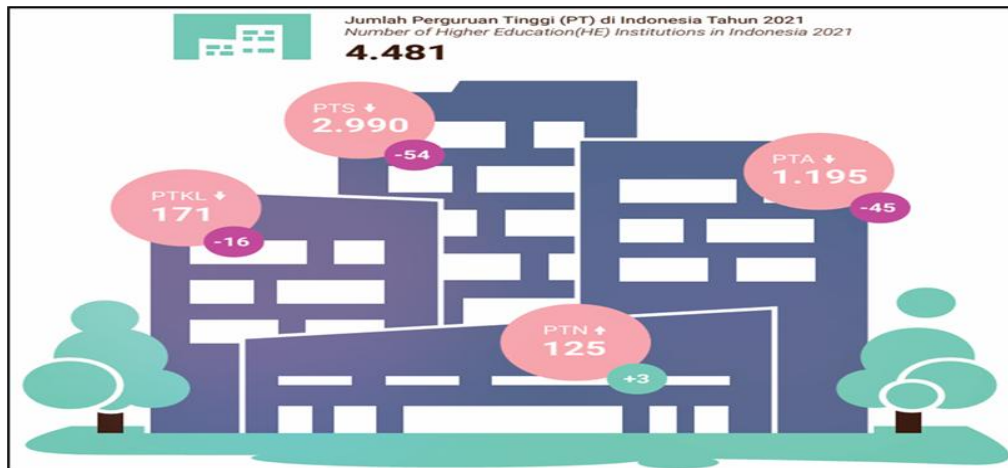 Jumlah Perguruan Tinggi (PT) di Indonesia Tahun 2021
Number of Higher Education(HE) Institutions in Indonesia 2021
4.481
PTS
2.990
-54
PTA
1.195
-45
PTKL
171
-16
PTN
125
+3